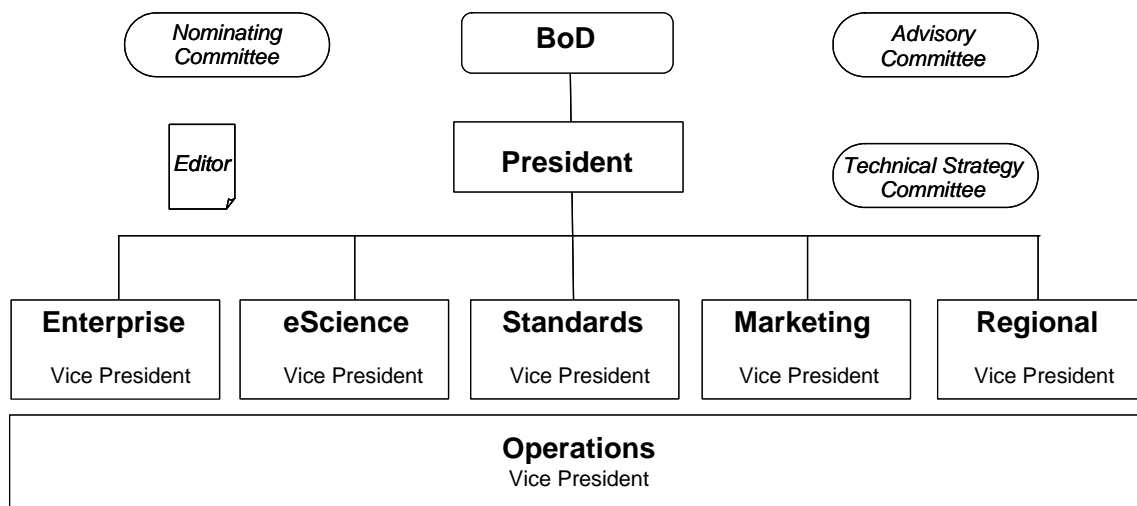 Nominating
Committee
BoD
Advisory
Committee
Editor
President
Technical Strategy
Committee
Enterprise
Vice President
eScience
Vice President
Standards
Vice President
Marketing
Vice President
Regional
Vice President
Operations
Vice President